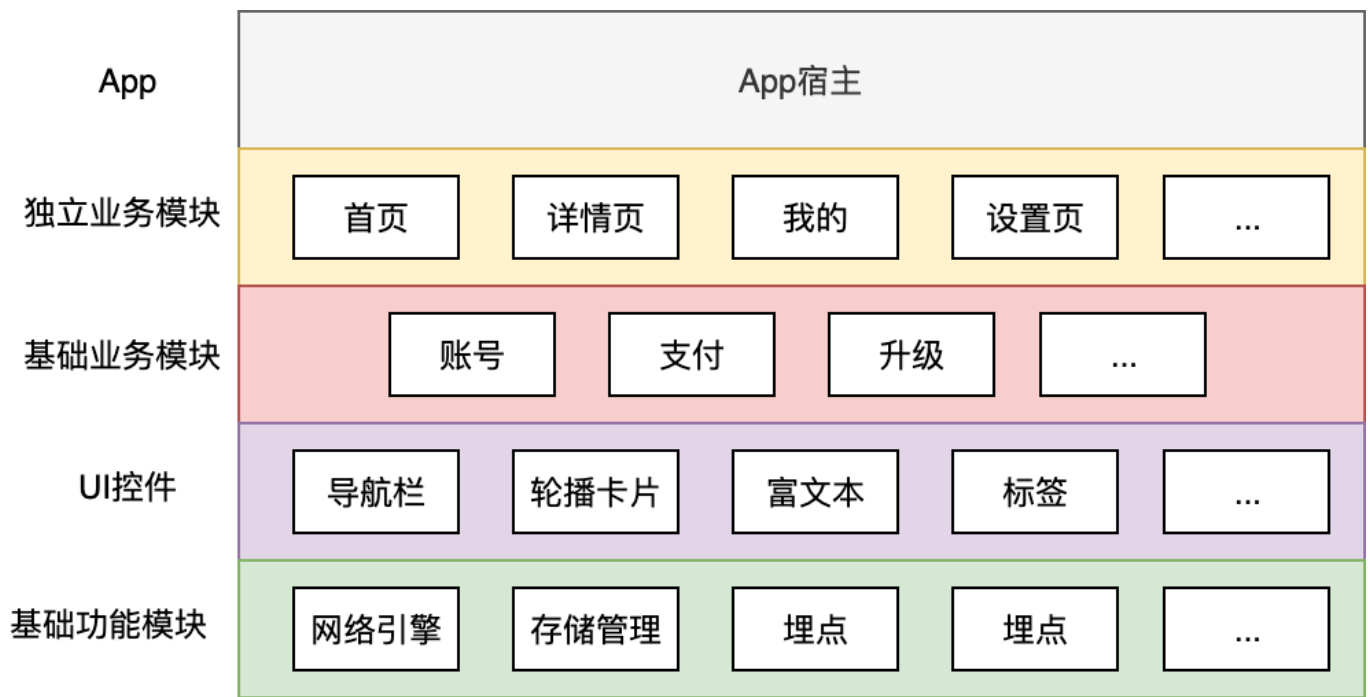 App
App宿主
独立业务模块
首页
详情页
我的
设置页
...
基础业务模块
账号
支付
升级
...
UI控件
导航栏
轮播卡片
富文本
标签
...
基础功能模块
网络引擎
存储管理
埋点
埋点
...